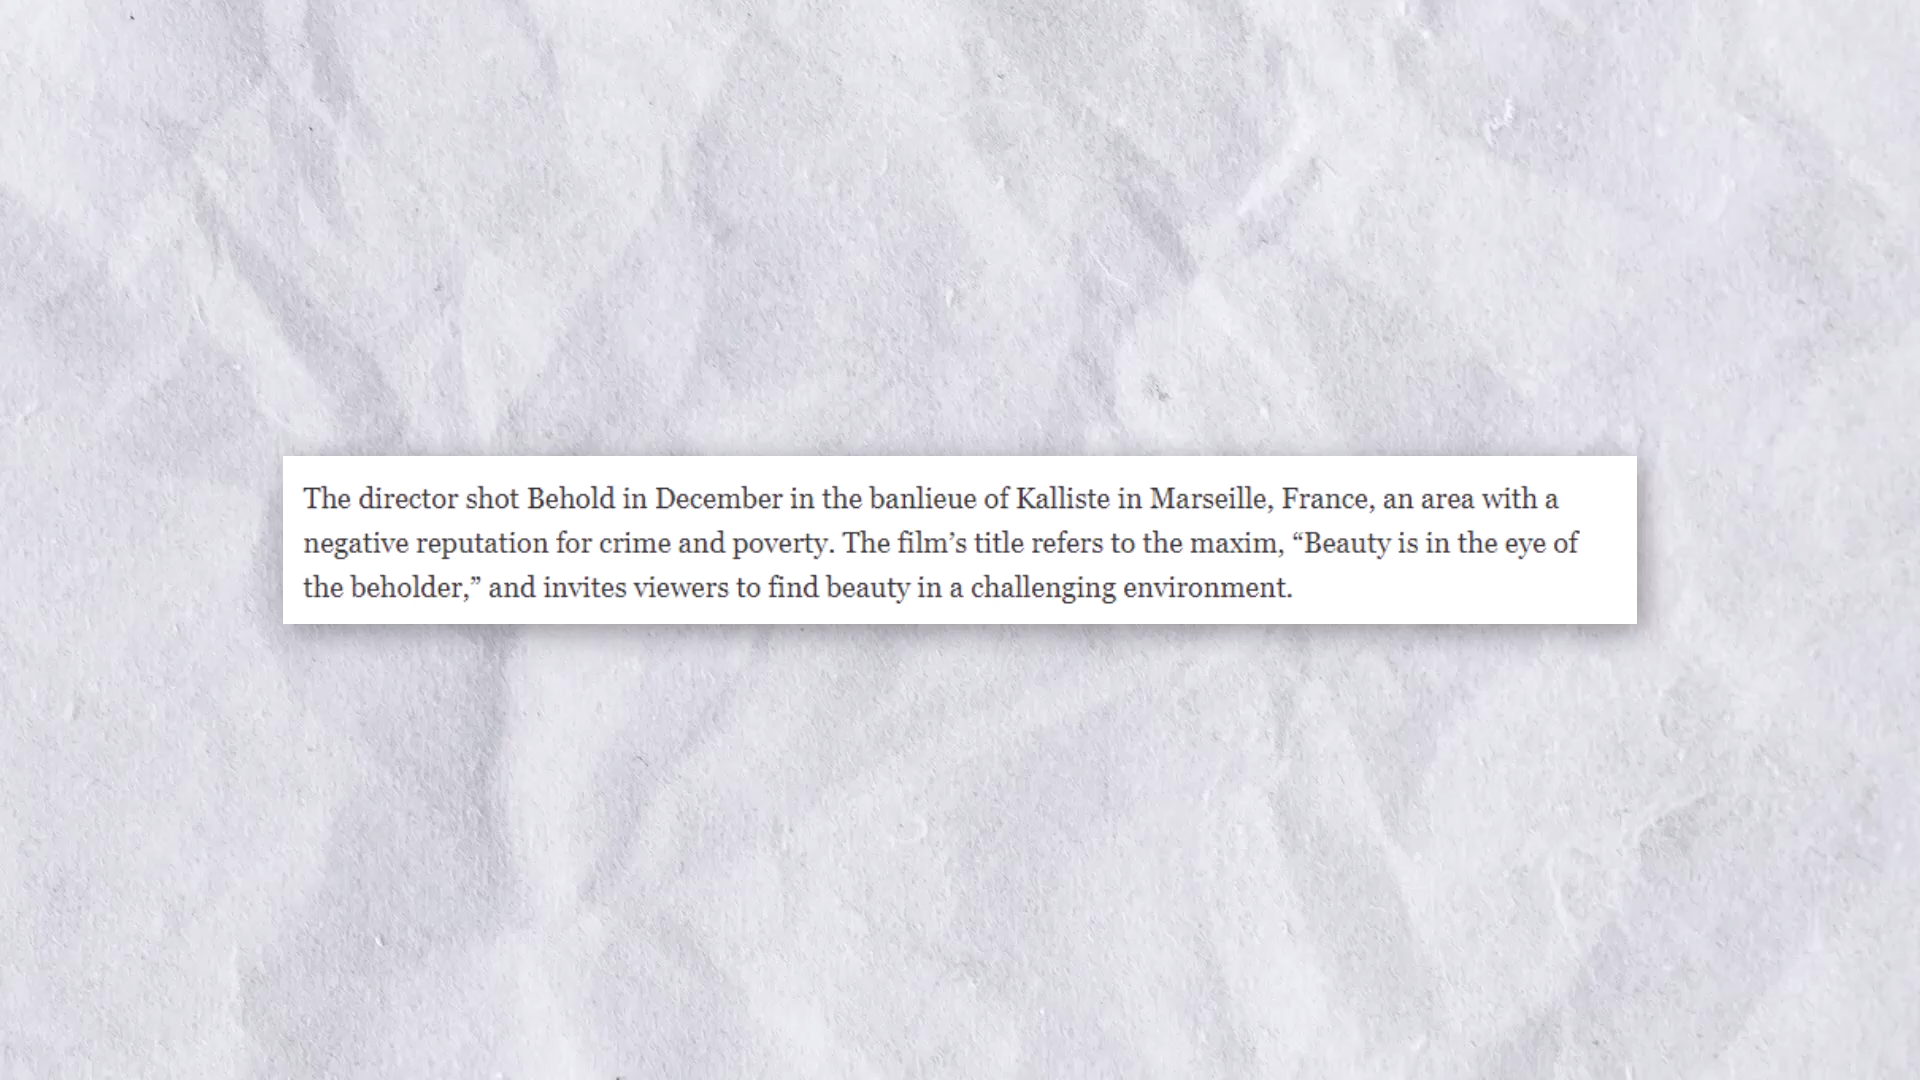 The director shot Behold in December in the banlieue of Kalliste in Marseille, France, an area with a
negative reputation for crime and poverty. The film’s title refers to the maxim, “Beauty is in the eye of
the beholder,” and invites viewers to find beauty in a challenging environment.